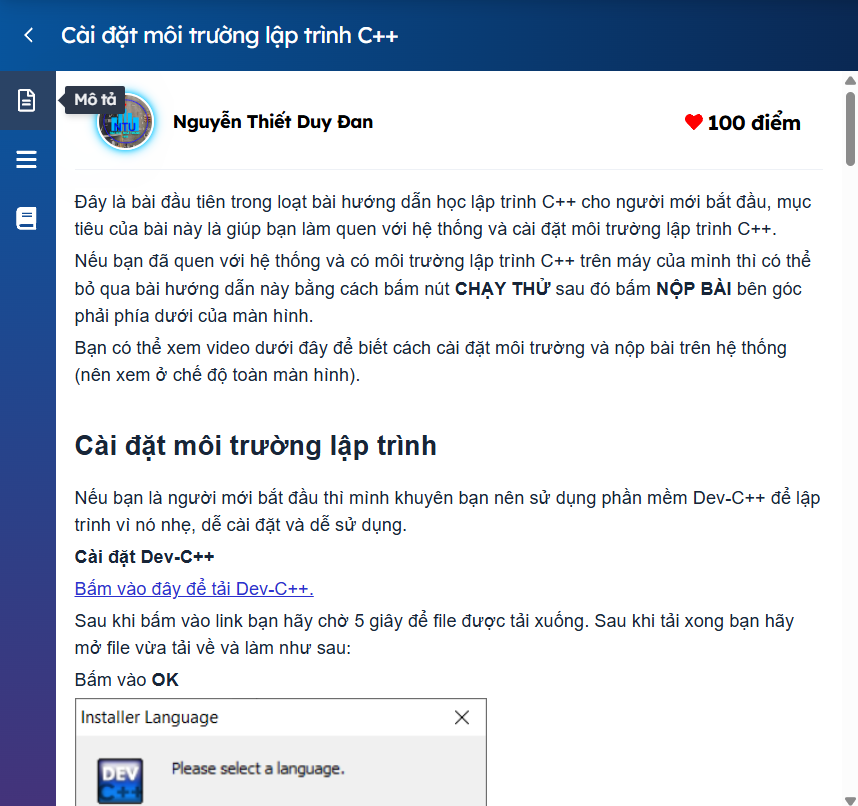 Cài đặt môi trường lập trình C++
Mô tả
NTU
Nguyễn Thiết Duy Đan
100 điểm
Đây là bài đầu tiên trong loạt bài hướng dẫn học lập trình C++ cho người mới bắt đầu, mục
tiêu của bài này là giúp bạn làm quen với hệ thống và cài đặt môi trường lập trình C++.
Nếu bạn đã quen với hệ thống và có môi trường lập trình C++ trên máy của mình thì có thể
bỏ qua bài hướng dẫn này bằng cách bấm nút CHẠY THỬ sau đó bấm NỘP BÀI bên góc
phải phía dưới của màn hình.
Bạn có thể xem video dưới đây để biết cách cài đặt môi trường và nộp bài trên hệ thống
(nên xem ở chế độ toàn màn hình).
Cài đặt môi trường lập trình
Nếu bạn là người mới bắt đầu thì mình khuyên bạn nên sử dụng phần mềm Dev-C++ để lập
trình vì nó nhẹ, dễ cài đặt và dễ sử dụng.
Cài đặt Dev-C++
Bấm vào đây để tải Dev-C++.
Sau khi bấm vào link bạn hãy chờ 5 giây để file được tải xuống. Sau khi tải xong bạn hãy
mở file vừa tải về và làm như sau:
Bấm vào OK
Installer Language
Please select a language.
DEV
C++